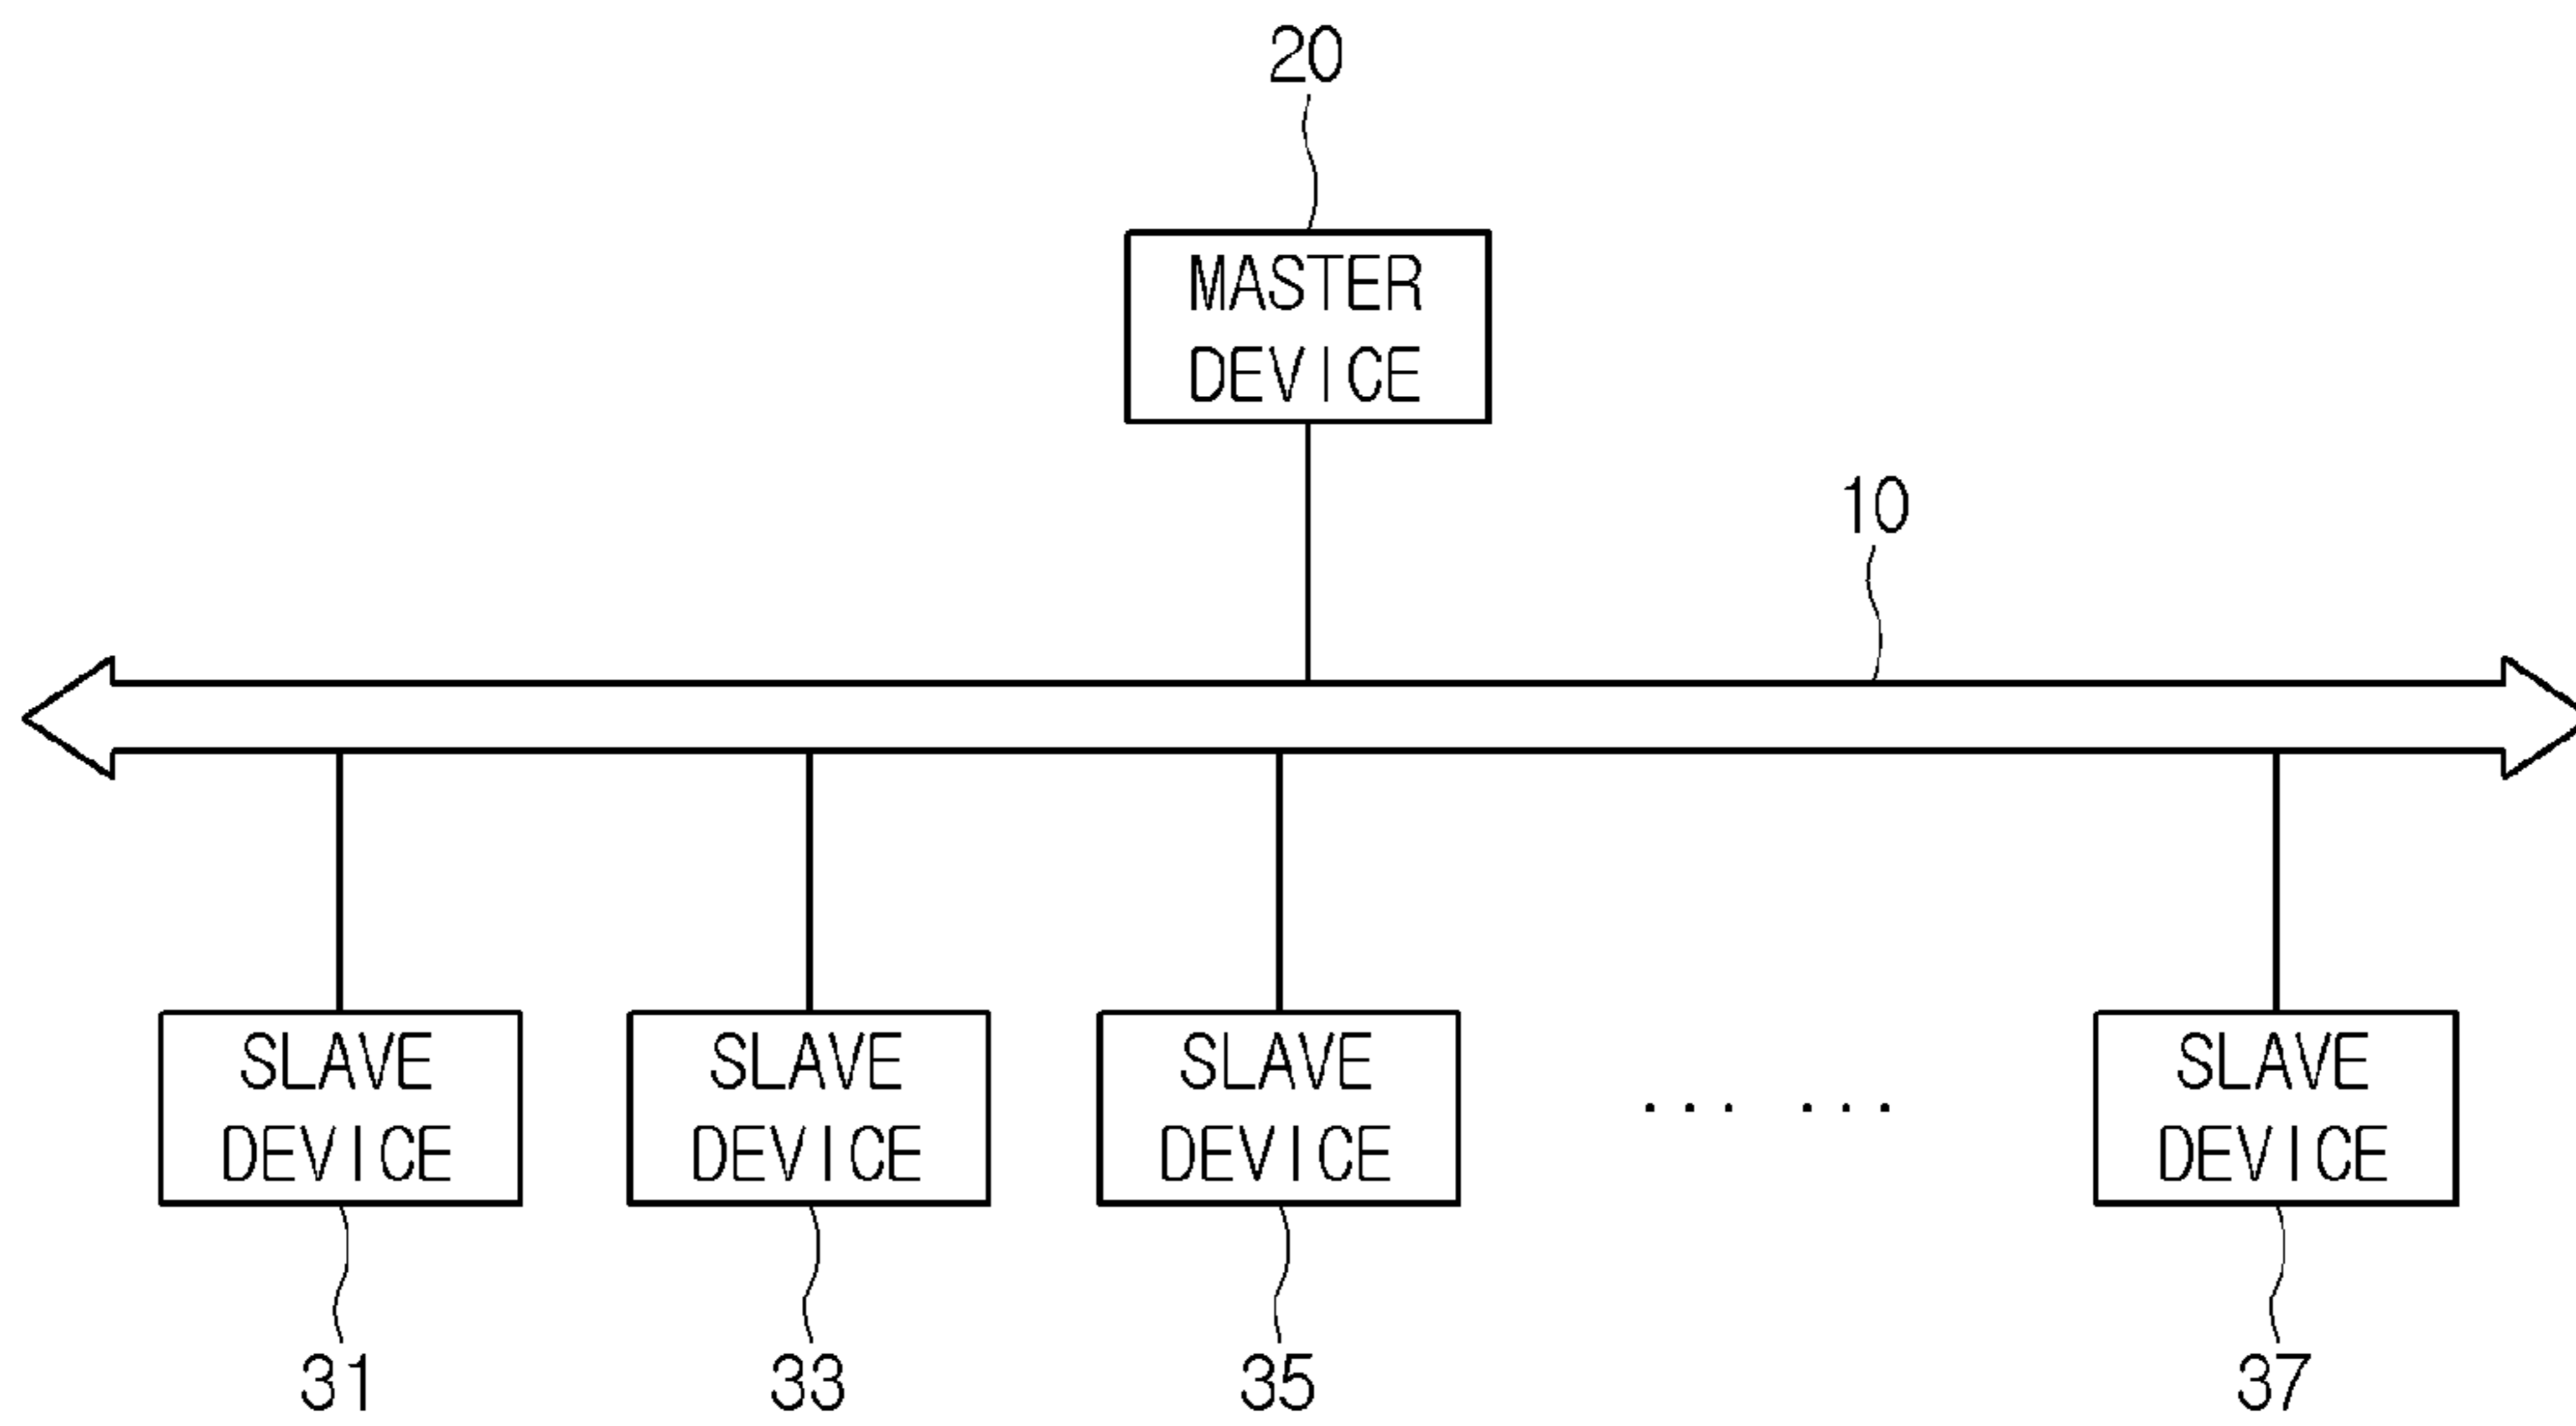 20
MASTER
DEVICE
10
SLAVE SLAVE SLAVE ... ... SLAVE
DEVICE DEVICE DEVICE DEVICE
31 33 35 37